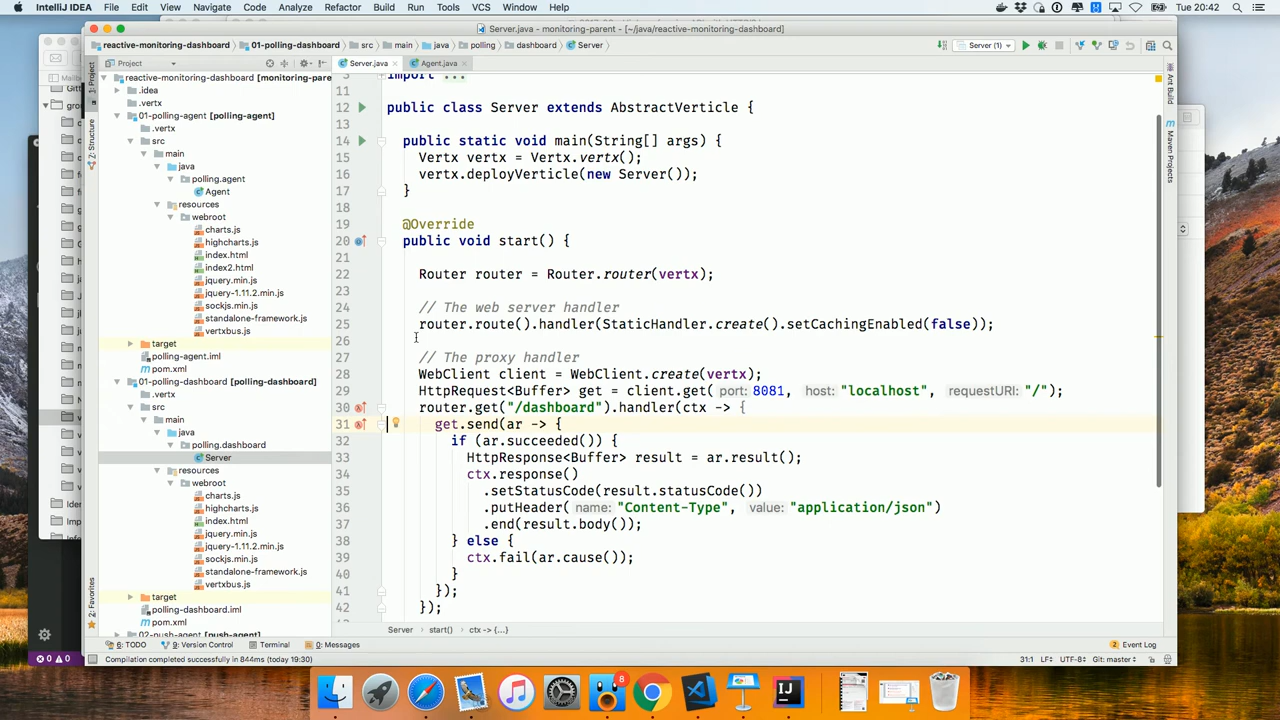 IntelliJ IDEA File Edit View Navigate Code Analyze Refactor Build Run Tools VCS Window Help Tue 20:42
Server.java - monitoring-parent - [~/java/reactive-monitoring-dashboard]
reactive-monitoring-dashboard 01-polling-dashboard src main java polling dashboard Server Server (1)
Project Server.java Agent.java
1: Project
7: Structure
2: Favorites
Ant Build
Maven Projects
reactive-monitoring-dashboard [monitoring-pare
.idea
.vertx
01-polling-agent [polling-agent]
.vertx
src
main
java
polling.agent
Agent
resources
webroot
charts.js
highcharts.js
index.html
index2.html
jquery.min.js
jquery-1.11.2.min.js
sockjs.min.js
standalone-framework.js
vertxbus.js
target
polling-agent.iml
pom.xml
01-polling-dashboard [polling-dashboard]
.vertx
src
main
java
polling.dashboard
Server
resources
webroot
charts.js
highcharts.js
index.html
jquery.min.js
jquery-1.11.2.min.js
sockjs.min.js
standalone-framework.js
vertxbus.js
target
polling-dashboard.iml
pom.xml
02-push-agent [push-agent]
3 import ...
11
12 public class Server extends AbstractVerticle {
13
14 public static void main(String[] args) {
15 Vertx vertx = Vertx.vertx();
16 vertx.deployVerticle(new Server());
17 }
18
19 @Override
20 public void start() {
21
22 Router router = Router.router(vertx);
23
24 // The web server handler
25 router.route().handler(StaticHandler.create().setCachingEnabled(false));
26
27 // The proxy handler
28 WebClient client = WebClient.create(vertx);
29 HttpRequest<Buffer> get = client.get( port: 8081, host: "localhost", requestURI: "/");
30 router.get("/dashboard").handler(ctx -> {
31 get.send(ar -> {
32 if (ar.succeeded()) {
33 HttpResponse<Buffer> result = ar.result();
34 ctx.response()
35 .setStatusCode(result.statusCode())
36 .putHeader( name: "Content-Type", value: "application/json")
37 .end(result.body());
38 } else {
39 ctx.fail(ar.cause());
40 }
41 });
42 });
Server start() ctx -> {...}
6: TODO 9: Version Control Terminal 0: Messages 2 Event Log
0 0 Compilation completed successfully in 844ms (today 19:30) 31:1 LF÷ UTF-8÷ Git: master÷
8